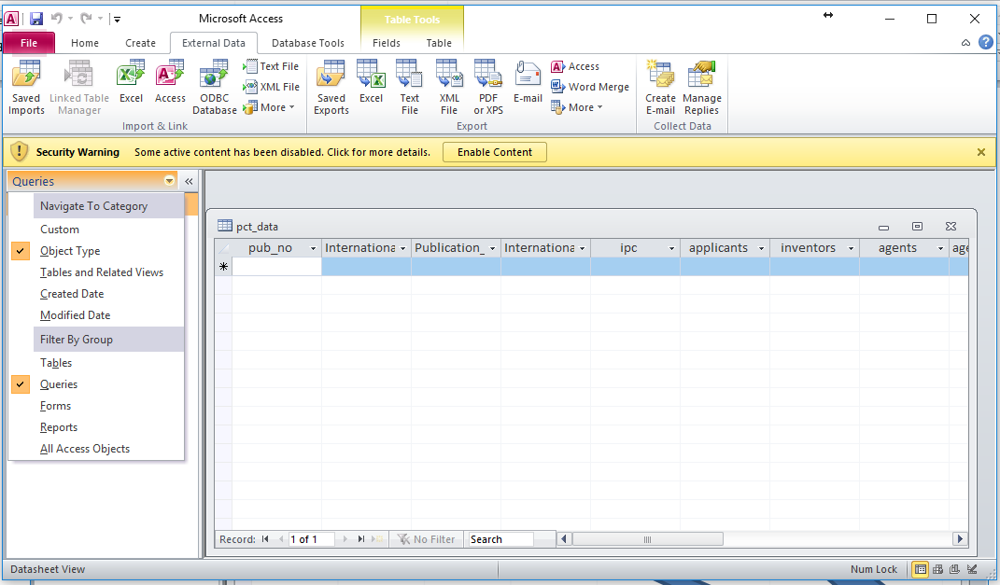 Microsoft Access
Table Tools
File Home Create External Data Database Tools Fields Table
Saved Imports
Linked Table Manager
Excel
Access
ODBC Database
Text File
XML File
More
Import & Link
Saved Exports
Excel
Text File
XML File
PDF or XPS
E-mail
Access
Word Merge
More
Export
Create E-mail
Manage Replies
Collect Data
Security Warning Some active content has been disabled. Click for more details. Enable Content
Queries
Navigate To Category
Custom
Object Type
Tables and Related Views
Created Date
Modified Date
Filter By Group
Tables
Queries
Forms
Reports
All Access Objects
pct_data
pub_no Internationa Publication_ Internationa ipc applicants inventors agents age
Record: 1 of 1 No Filter Search
Datasheet View Num Lock